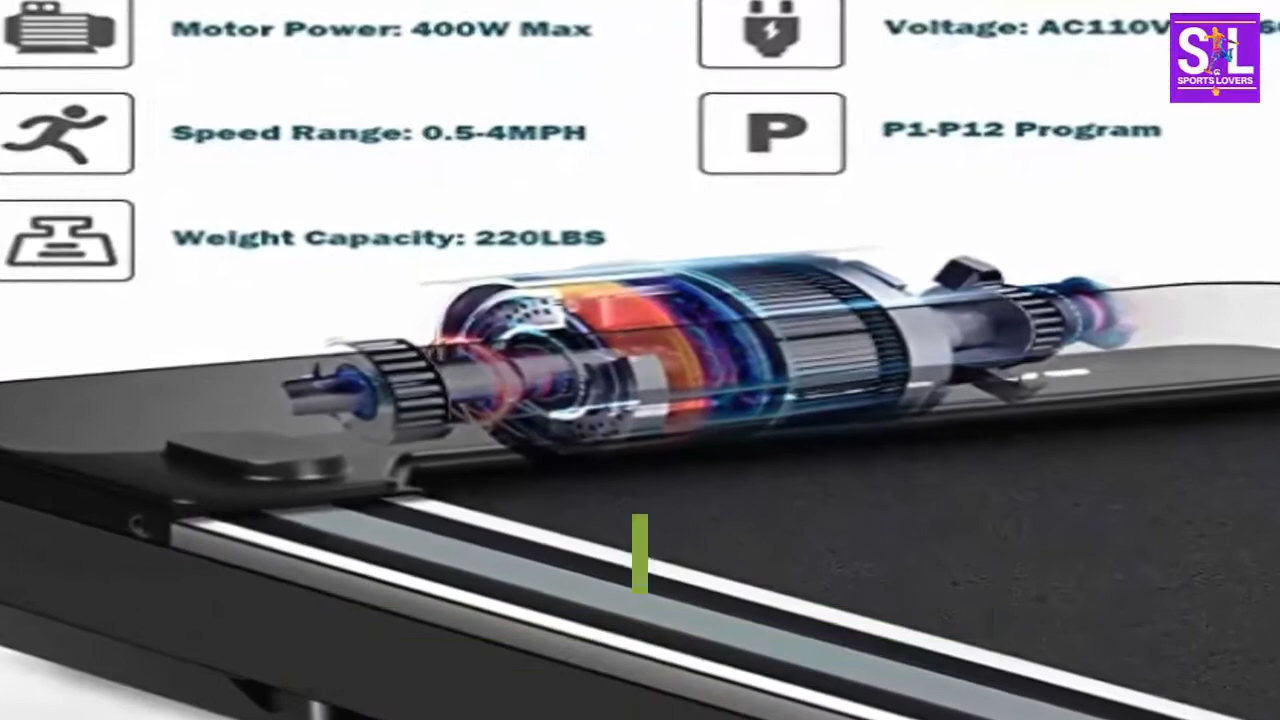 Motor Power: 400W Max
Voltage: AC110V
Speed Range: 0.5-4MPH
P
P1-P12 Program
Weight Capacity: 220LBS
SL
SPORTS LOVERS